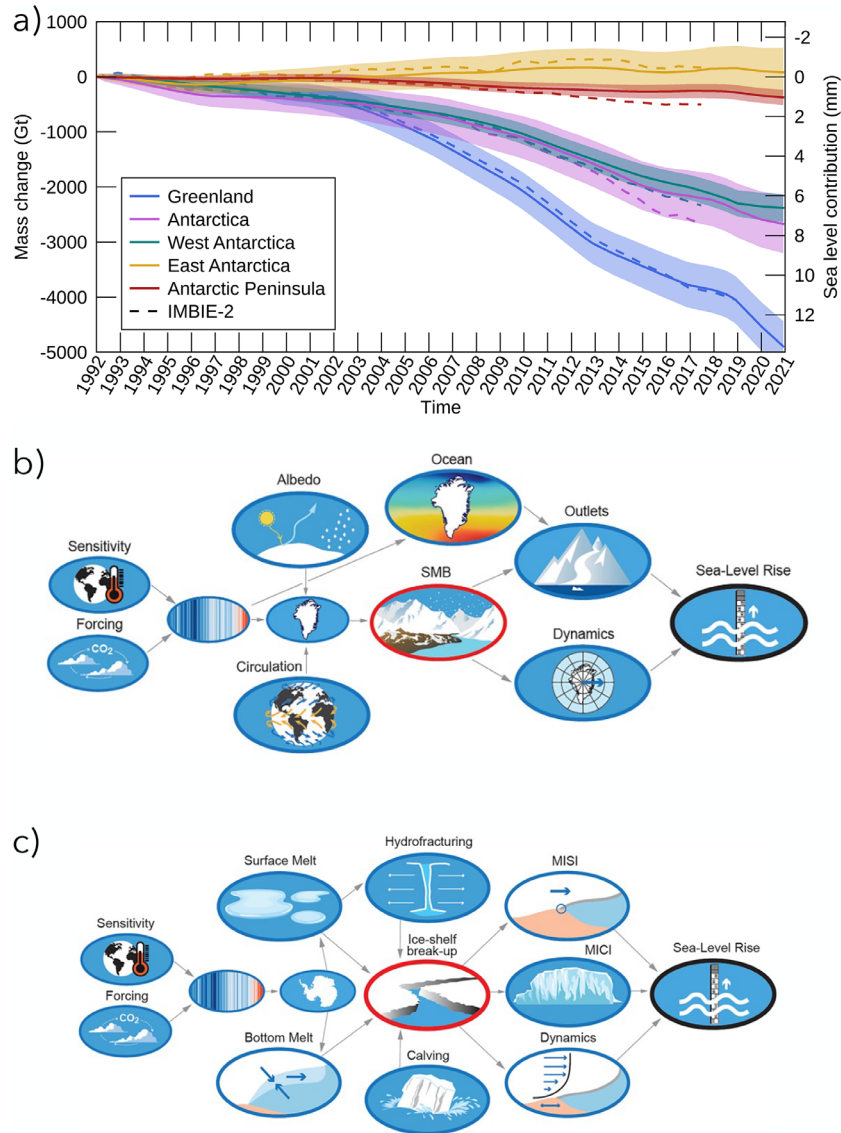 a)
1000
0
-1000
-2000
-3000
-4000
-5000
Mass change (Gt)
-2
0
2
4
6
8
10
12
Sea level contribution (mm)
Greenland
Antarctica
West Antarctica
East Antarctica
Antarctic Peninsula
IMBIE-2
1992
1993
1994
1995
1996
1997
1998
1999
2000
2001
2002
2003
2004
2005
2006
2007
2008
2009
2010
2011
2012
2013
2014
2015
2016
2017
2018
2019
2020
2021
Time
b)
Ocean
Albedo
Outlets
Sensitivity
SMB
Sea-Level Rise
Forcing
CO2
Circulation
Dynamics
c)
Hydrofracturing
Surface Melt
MISI
Sensitivity
Ice-shelf
break-up
MICI
Sea-Level Rise
Forcing
CO2
Bottom Melt
Calving
Dynamics